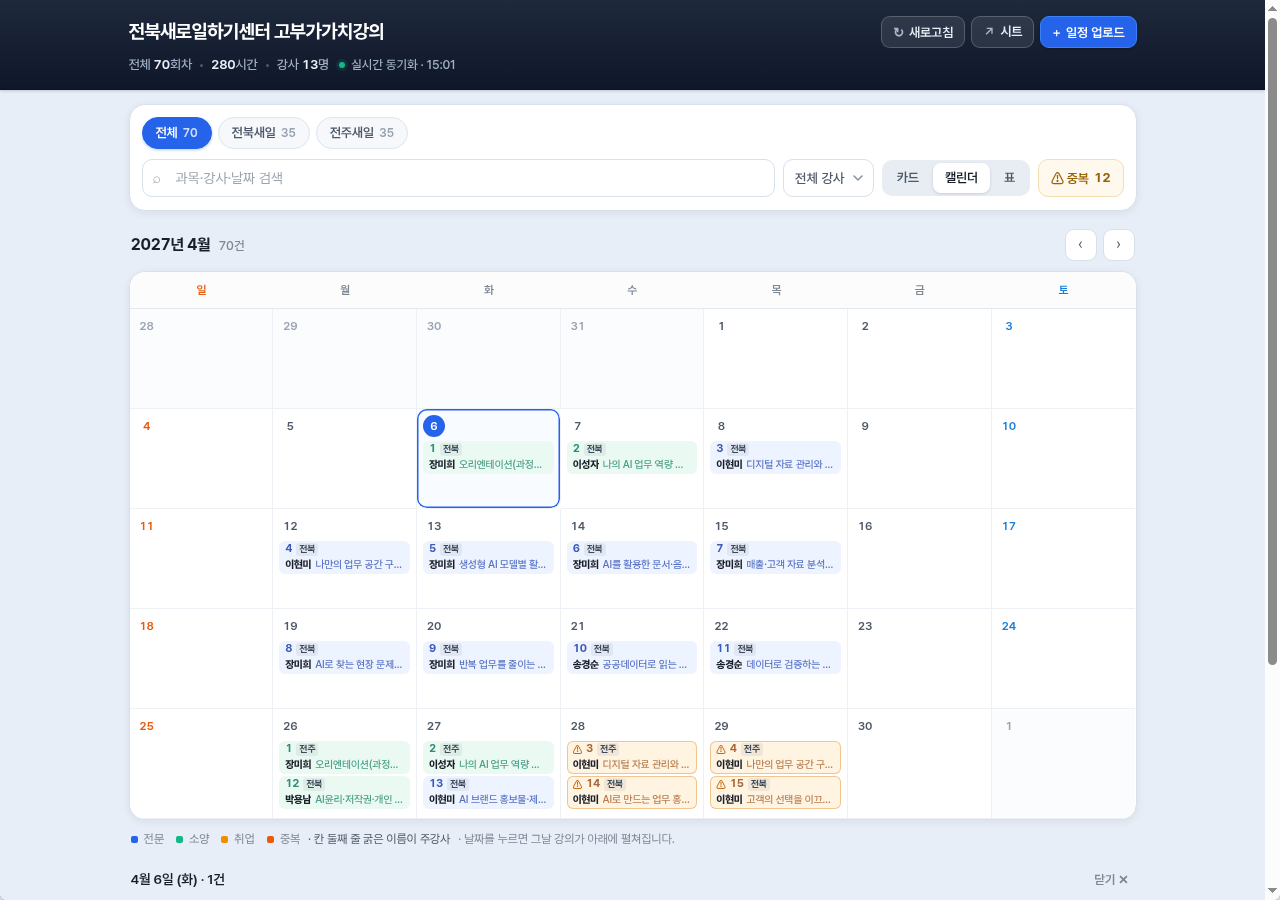 전북새로일하기센터 고부가가치강의
↻ 새로고침 ↗ 시트 + 일정 업로드
전체 70회차 • 280시간 • 강사 13명 실시간 동기화 · 15:01
전체 70 전북새일 35 전주새일 35
과목·강사·날짜 검색 전체 강사 카드 캘린더 표 중복 12
2027년 4월 70건 ‹ ›
일 월 화 수 목 금 토
28 29 30 31 1 2 3
4 5 6 7 8 9 10
1 전북 2 전북 3 전북
장미희 오리엔테이션(과정... 이성자 나의 AI 업무 역량 ... 이현미 디지털 자료 관리와 ...
11 12 13 14 15 16 17
4 전북 5 전북 6 전북 7 전북
이현미 나만의 업무 공간 구... 장미희 생성형 AI 모델별 활... 장미희 AI를 활용한 문서·음... 장미희 매출·고객 자료 분석...
18 19 20 21 22 23 24
8 전북 9 전북 10 전북 11 전북
장미희 AI로 찾는 현장 문제... 장미희 반복 업무를 줄이는 ... 송경순 공공데이터로 읽는 ... 송경순 데이터로 검증하는 ...
25 26 27 28 29 30 1
1 전주 2 전주 3 전주 4 전주
장미희 오리엔테이션(과정... 이성자 나의 AI 업무 역량 ... 이현미 디지털 자료 관리와 ... 이현미 나만의 업무 공간 구...
12 전북 13 전북 14 전북 15 전북
박용남 AI윤리·저작권·개인 ... 이현미 AI 브랜드 홍보물·제... 이현미 AI로 만드는 업무 홍... 이현미 고객의 선택을 이끄...
전문 소양 취업 중복 · 칸 둘째 줄 굵은 이름이 주강사 · 날짜를 누르면 그날 강의가 아래에 펼쳐집니다.
4월 6일 (화) · 1건 닫기 ✕